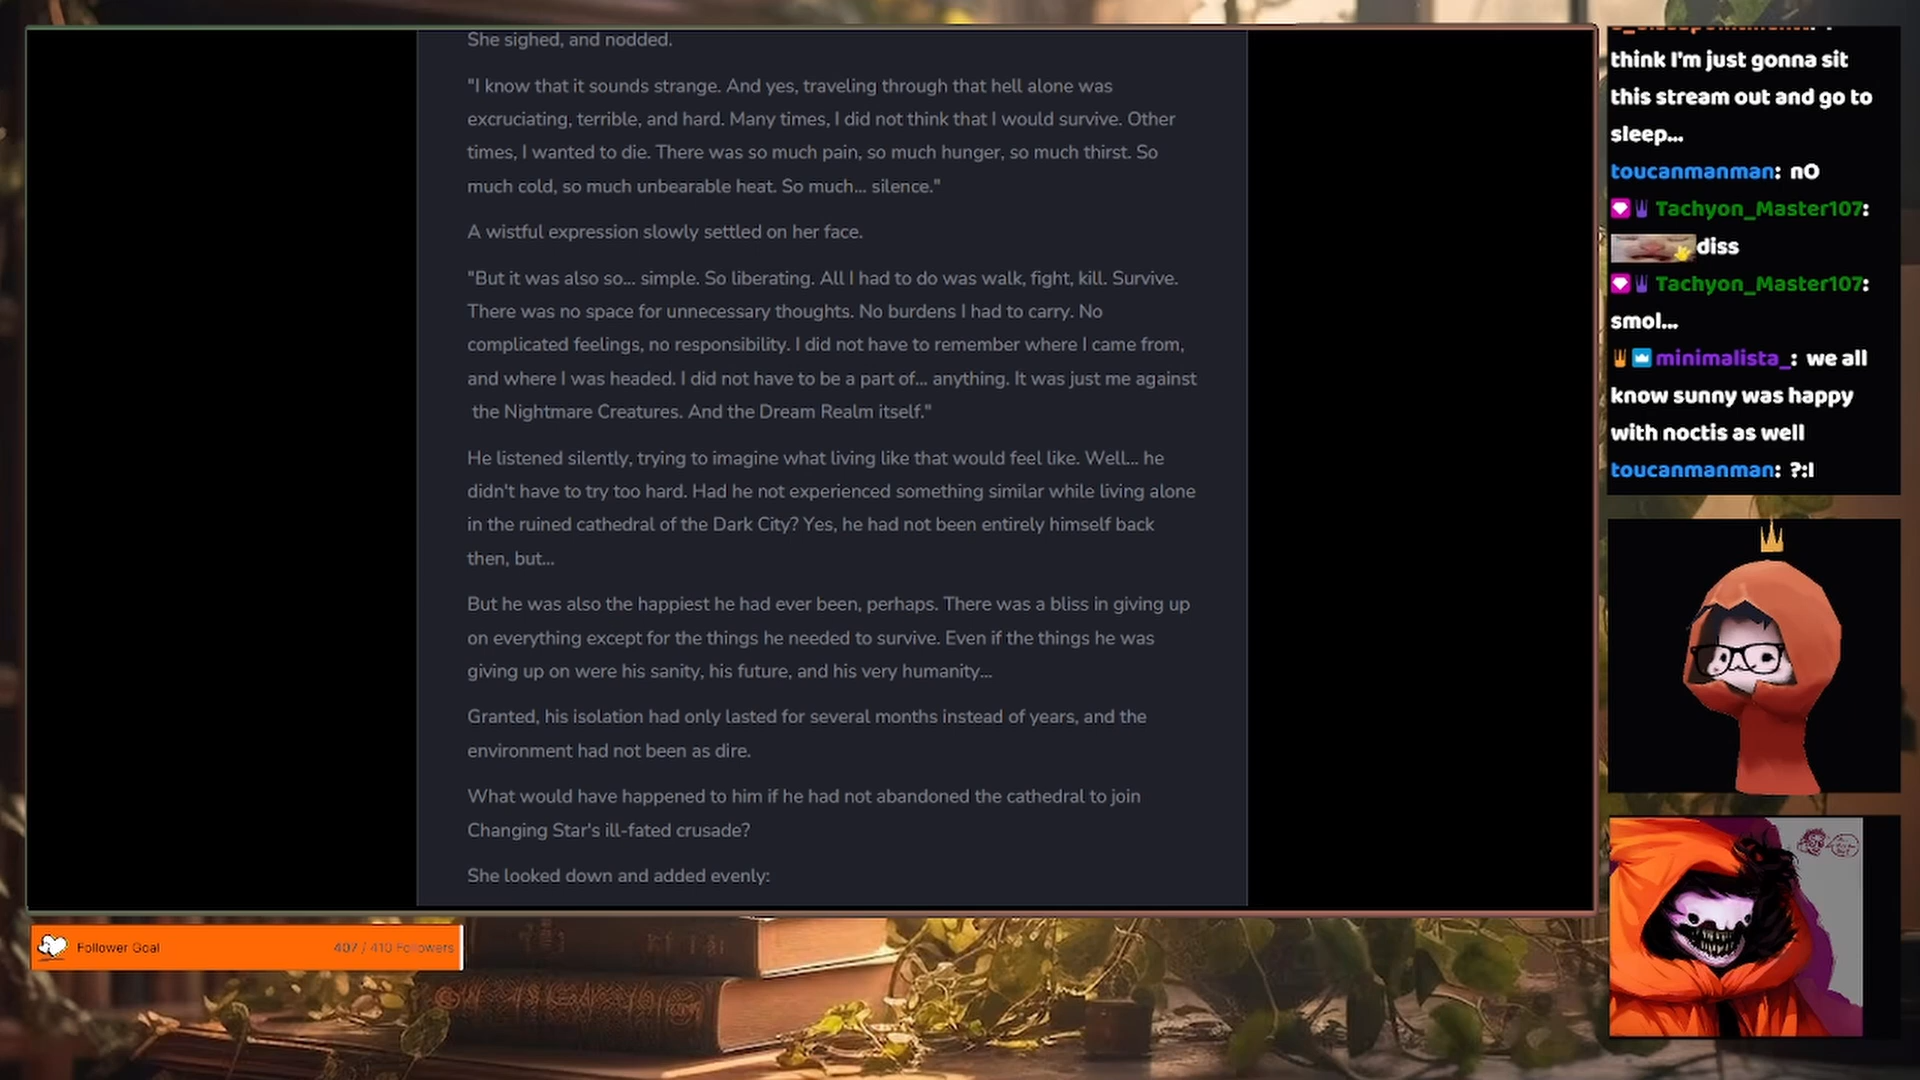 She sighed, and nodded.
"I know that it sounds strange. And yes, traveling through that hell alone was
excruciating, terrible, and hard. Many times, I did not think that I would survive. Other
times, I wanted to die. There was so much pain, so much hunger, so much thirst. So
much cold, so much unbearable heat. So much... silence."
A wistful expression slowly settled on her face.
"But it was also so... simple. So liberating. All I had to do was walk, fight, kill. Survive.
There was no space for unnecessary thoughts. No burdens I had to carry. No
complicated feelings, no responsibility. I did not have to remember where I came from,
and where I was headed. I did not have to be a part of... anything. It was just me against
the Nightmare Creatures. And the Dream Realm itself."
He listened silently, trying to imagine what living like that would feel like. Well... he
didn't have to try too hard. Had he not experienced something similar while living alone
in the ruined cathedral of the Dark City? Yes, he had not been entirely himself back
then, but...
But he was also the happiest he had ever been, perhaps. There was a bliss in giving up
on everything except for the things he needed to survive. Even if the things he was
giving up on were his sanity, his future, and his very humanity...
Granted, his isolation had only lasted for several months instead of years, and the
environment had not been as dire.
What would have happened to him if he had not abandoned the cathedral to join
Changing Star's ill-fated crusade?
She looked down and added evenly:
think I'm just gonna sit
this stream out and go to
sleep...
toucanmanman: nO
Tachyon_Master107:
diss
Tachyon_Master107:
smol...
minimalista_: we all
know sunny was happy
with noctis as well
toucanmanman: ?:I
Follower Goal
407 / 410 Followers